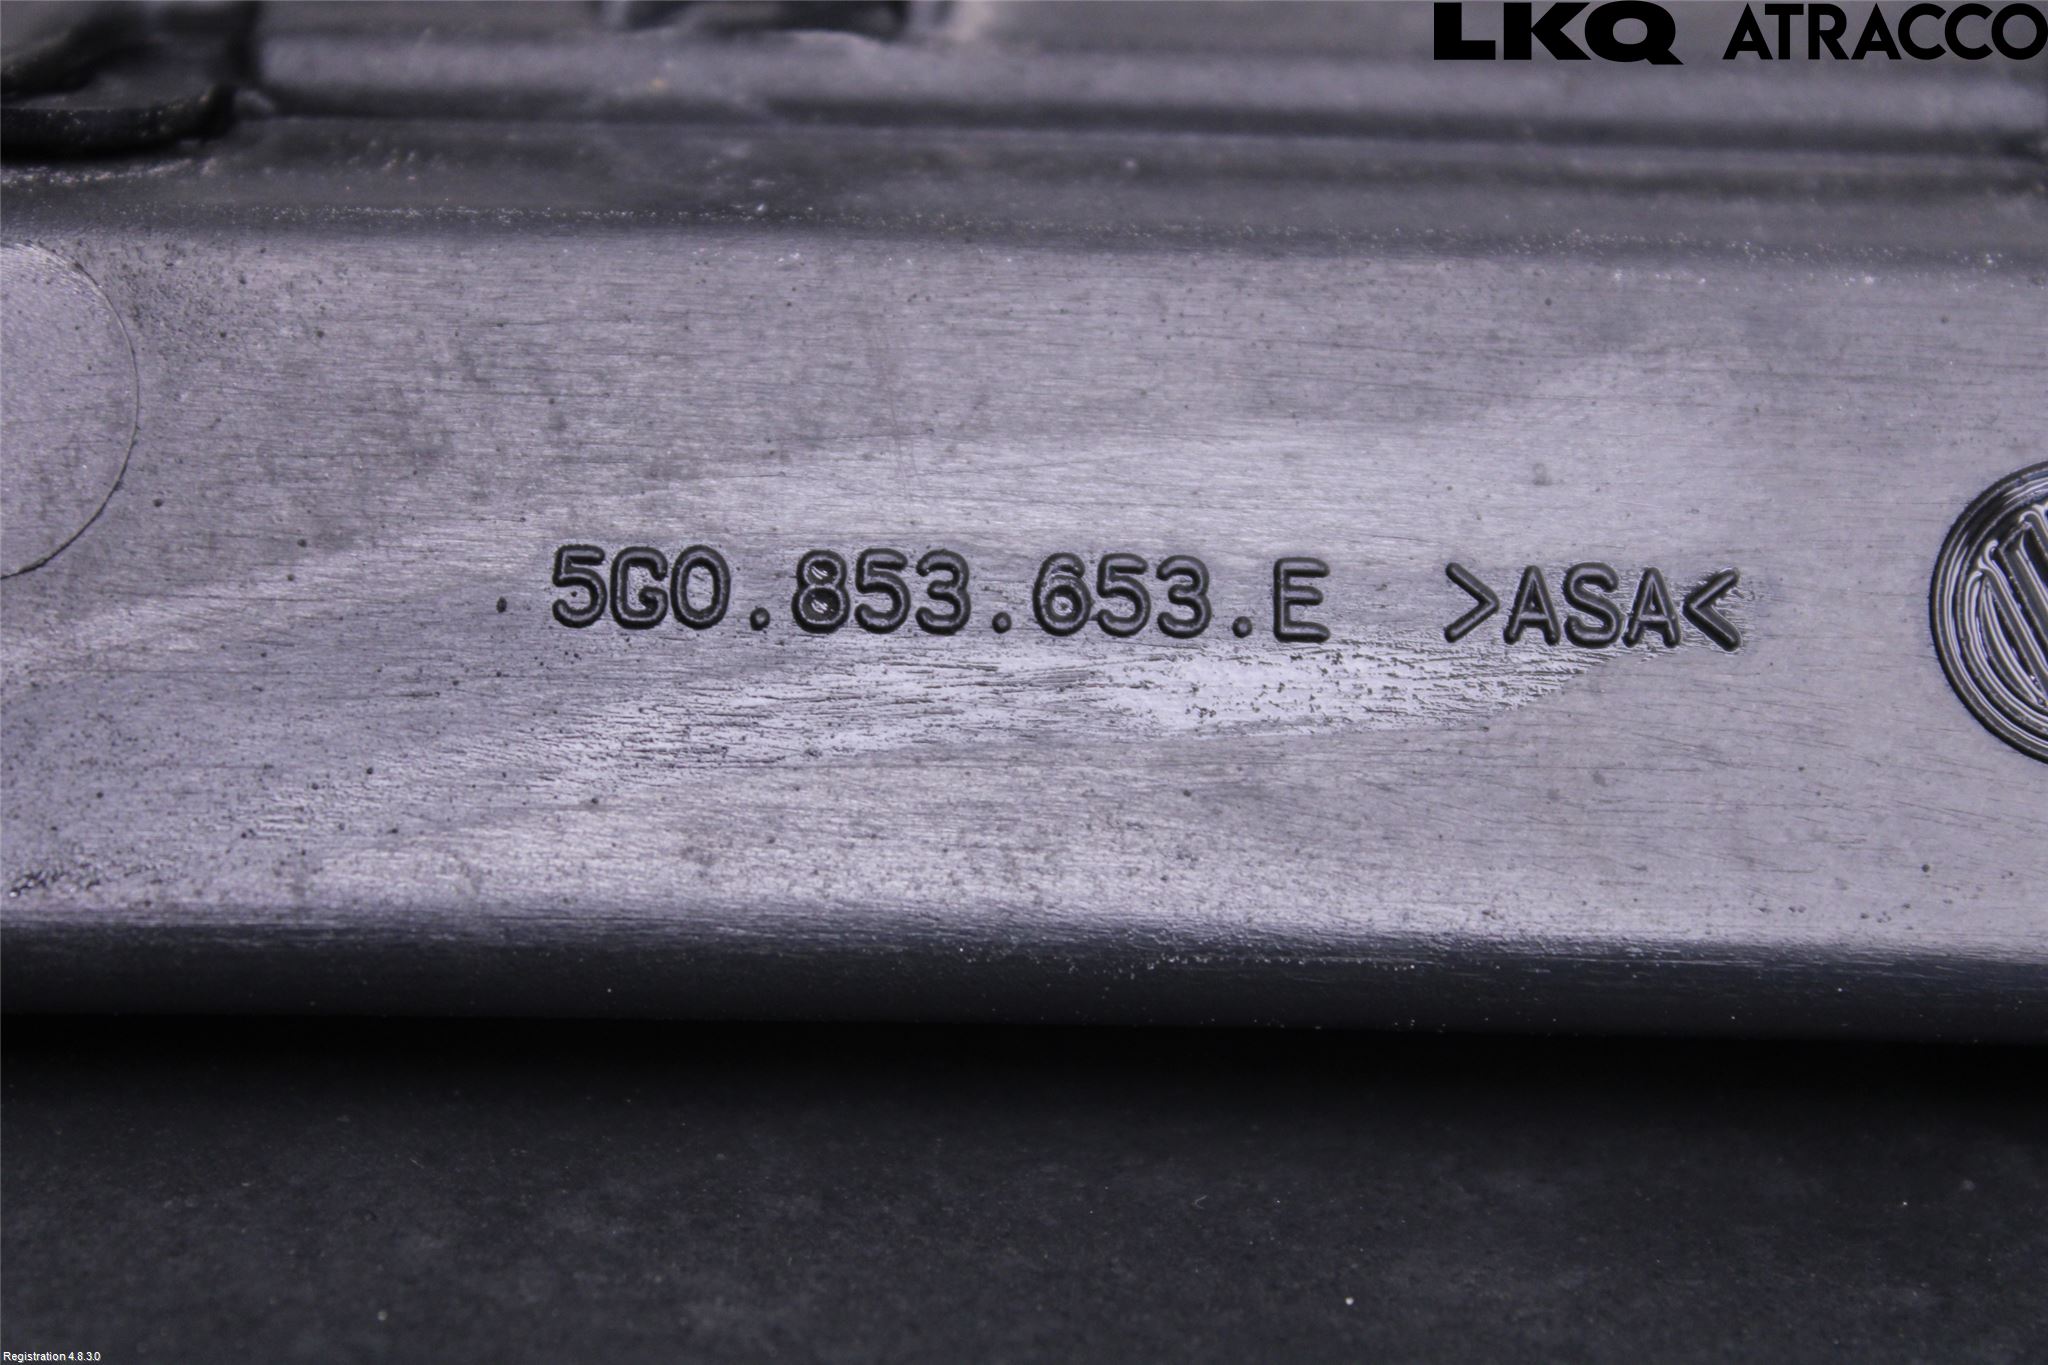 LKQ ATRACCO
5G0.853.653.E >ASA<
Registration 4.8.3.0